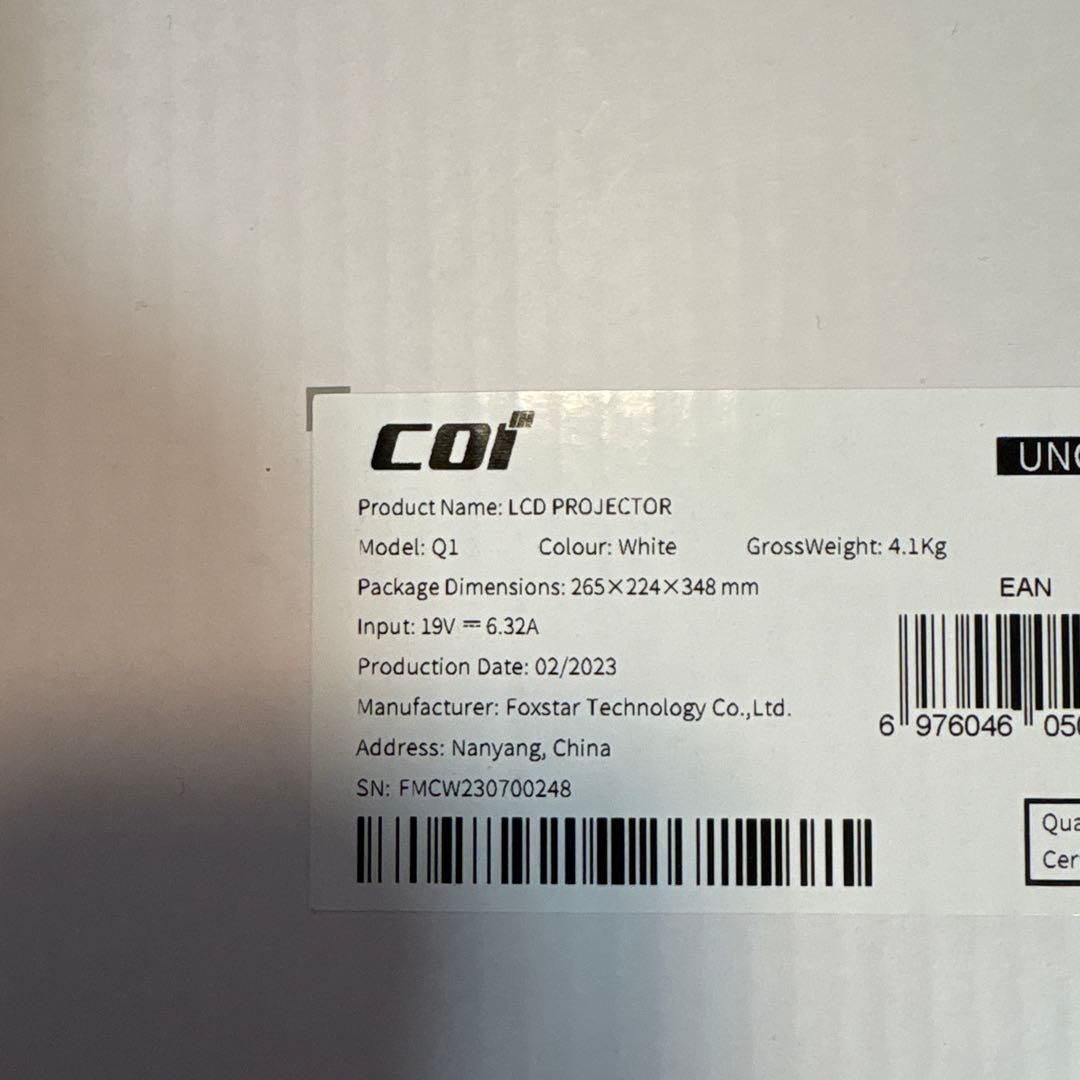 COI
UNO
Product Name: LCD PROJECTOR
Model: Q1 Colour: White GrossWeight: 4.1Kg
Package Dimensions: 265×224×348 mm
EAN
Input: 19V ⎓ 6.32A
Production Date: 02/2023
Manufacturer: Foxstar Technology Co.,Ltd.
6 976046 05
Address: Nanyang, China
SN: FMCW230700248
Qua
Cer